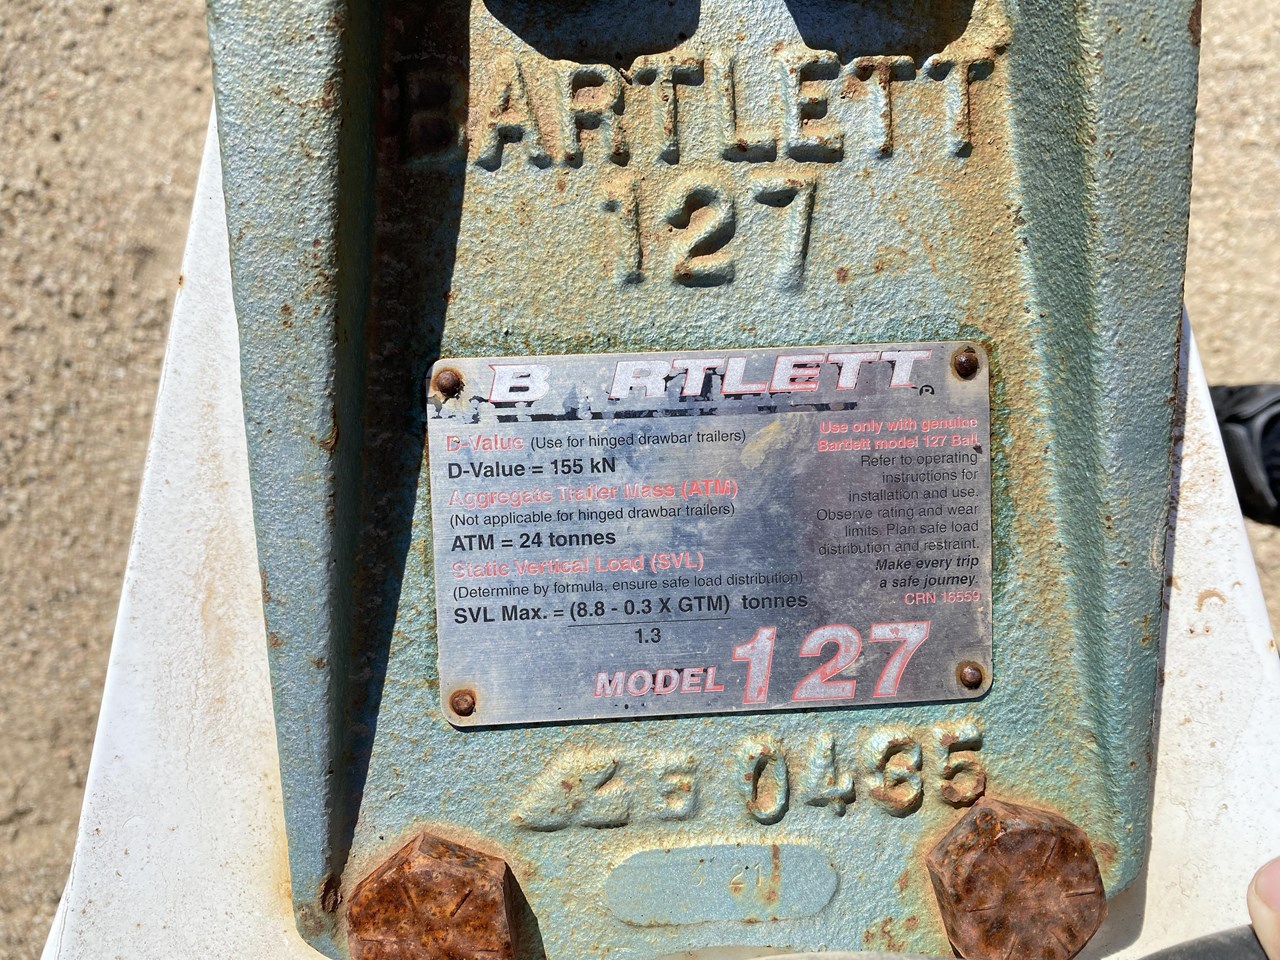 BARTLETT
127
B RTLETT ®
D-Value (Use for hinged drawbar trailers)
D-Value = 155 kN
Aggregate Trailer Mass (ATM)
(Not applicable for hinged drawbar trailers)
ATM = 24 tonnes
Static Vertical Load (SVL)
(Determine by formula, ensure safe load distribution)
SVL Max. = (8.8 - 0.3 X GTM) tonnes
1.3
Use only with genuine
Bartlett model 127 Ball
Refer to operating
instructions for
installation and use.
Observe rating and wear
limits. Plan safe load
distribution and restraint.
Make every trip
a safe journey.
CRN 16559
MODEL 127
0435
21